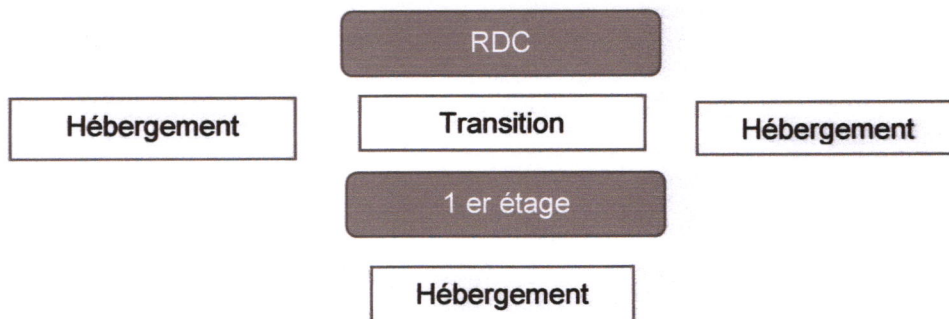 RDC
Hébergement
Transition
Hébergement
1 er étage
Hébergement